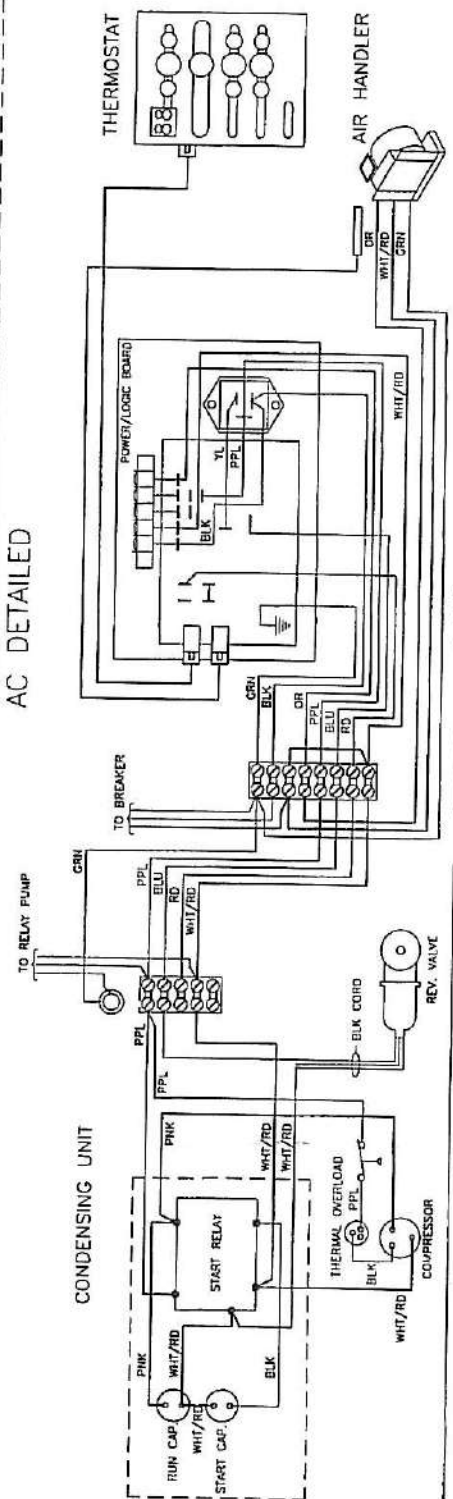 AC DETAILED
THERMOSTAT
88
AIR HANDLER
OR
WHT/RD
GRN
POWER/LOGIC BOARD
YL
PPL
BLK
WHT/RD
GRN
BLK
OR
PPL
BLU
RD
TO BREAKER
TO RELAY PUMP
GRN
PPL
BLU
RD
WHT/RD
CONDENSING UNIT
PPL
PPL
PNK
WHT/RD
WHT/RD
BLK CORD
REV. VALVE
START RELAY
PNK
WHT/RD
RUN CAP.
WHT/RD
START CAP.
BLK
THERMAL OVERLOAD
PPL
BLK
COMPRESSOR
WHT/RD